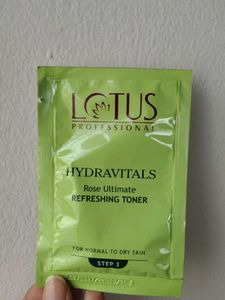 LOTUS
PROFESSIONAL
HYDRAVITALS
Rose Ultimate
REFRESHING TONER
FOR NORMAL TO DRY SKIN
STEP 3